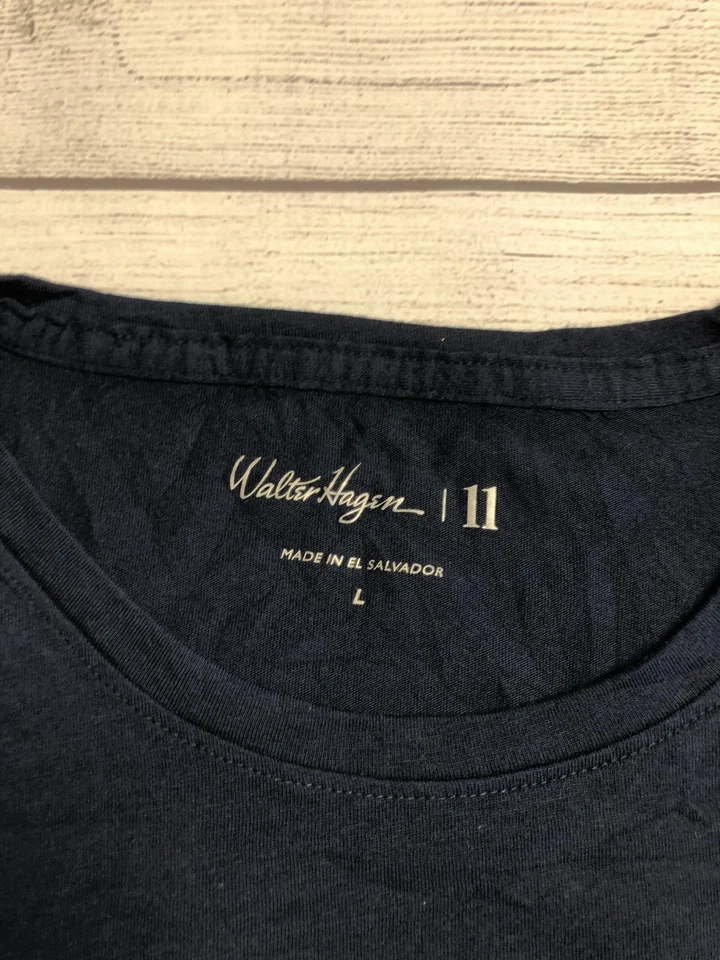 Walter Hagen | 11
MADE IN EL SALVADOR
L